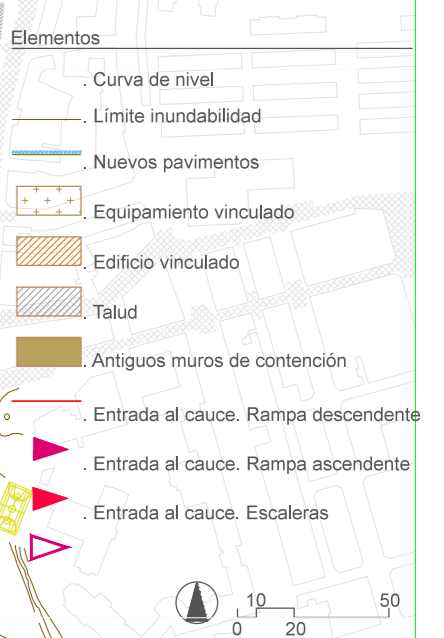 Elementos
. Curva de nivel
. Límite inundabilidad
. Nuevos pavimentos
. Equipamiento vinculado
. Edificio vinculado
. Talud
. Antiguos muros de contención
. Entrada al cauce. Rampa descendente
. Entrada al cauce. Rampa ascendente
. Entrada al cauce. Escaleras
10 50
0 20